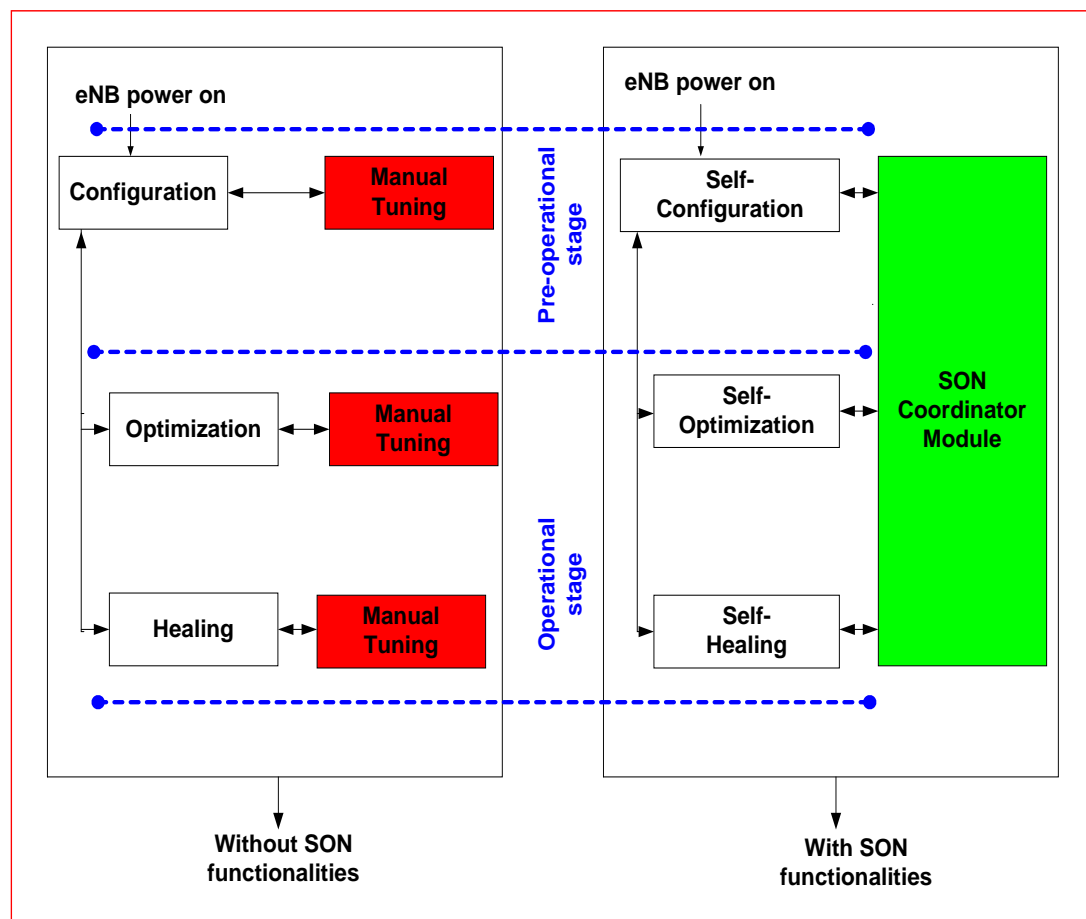 eNB power on
Configuration
Manual
Tuning
Optimization
Manual
Tuning
Healing
Manual
Tuning
Without SON
functionalities
Pre-operational
stage
Operational
stage
eNB power on
Self-
Configuration
Self-
Optimization
Self-
Healing
SON
Coordinator
Module
With SON
functionalities